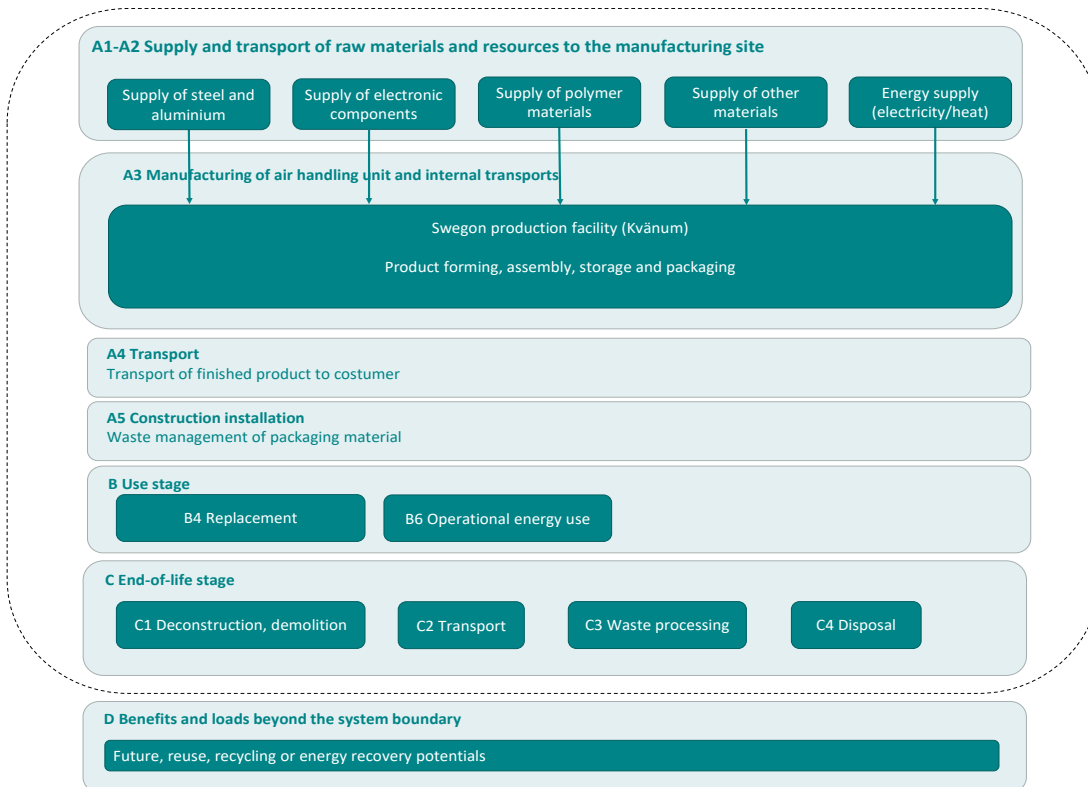 A1-A2 Supply and transport of raw materials and resources to the manufacturing site
Supply of steel and
aluminium
Supply of electronic
components
Supply of polymer
materials
Supply of other
materials
Energy supply
(electricity/heat)
A3 Manufacturing of air handling unit and internal transports
Swegon production facility (Kvänum)
Product forming, assembly, storage and packaging
A4 Transport
Transport of finished product to costumer
A5 Construction installation
Waste management of packaging material
B Use stage
B4 Replacement
B6 Operational energy use
C End-of-life stage
C1 Deconstruction, demolition
C2 Transport
C3 Waste processing
C4 Disposal
D Benefits and loads beyond the system boundary
Future, reuse, recycling or energy recovery potentials